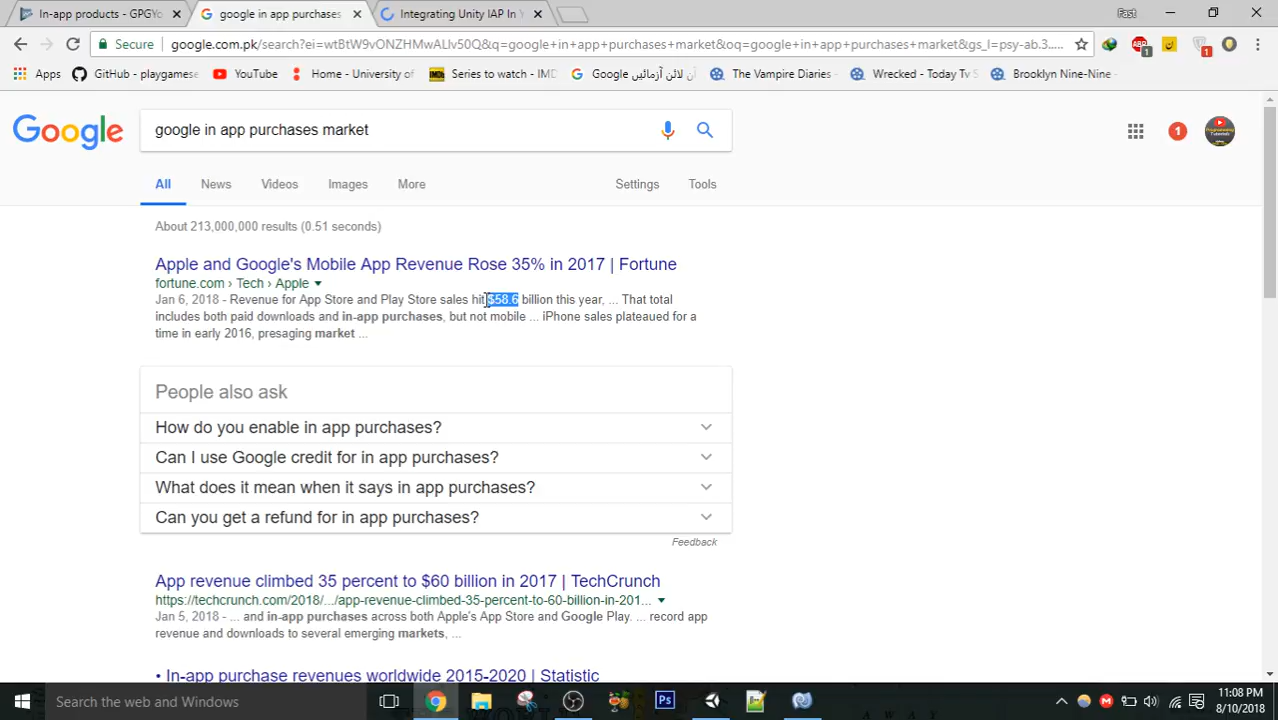 In-app products - GPGYo
google in app purchases
Integrating Unity IAP In Y
Fast
Secure
google.com.pk/search?ei=wtBtW9vONZHMwALlv50Q&q=google+in+app+purchases+market&oq=google+in+app+purchases+market&gs_l=psy-ab.3....
1
1
Apps
GitHub - playgamese
YouTube
Home - University of
IMDb
series to watch - IMD
Google آن لائن آزمائیں
The Vampire Diaries -
Wrecked - Today Tv S
Brooklyn Nine-Nine -
Google
google in app purchases market
1
All
News
Videos
Images
More
Settings
Tools
About 213,000,000 results (0.51 seconds)
Apple and Google's Mobile App Revenue Rose 35% in 2017 | Fortune
fortune.com › Tech › Apple
Jan 6, 2018 - Revenue for App Store and Play Store sales hit $58.6 billion this year, ... That total
includes both paid downloads and in-app purchases, but not mobile ... iPhone sales plateaued for a
time in early 2016, presaging market ...
People also ask
How do you enable in app purchases?
Can I use Google credit for in app purchases?
What does it mean when it says in app purchases?
Can you get a refund for in app purchases?
Feedback
App revenue climbed 35 percent to $60 billion in 2017 | TechCrunch
https://techcrunch.com/2018/.../app-revenue-climbed-35-percent-to-60-billion-in-201...
Jan 5, 2018 - ... and in-app purchases across both Apple's App Store and Google Play. ... record app
revenue and downloads to several emerging markets, ...
• In-app purchase revenues worldwide 2015-2020 | Statistic
Search the web and Windows
Ps
11:08 PM
8/10/2018